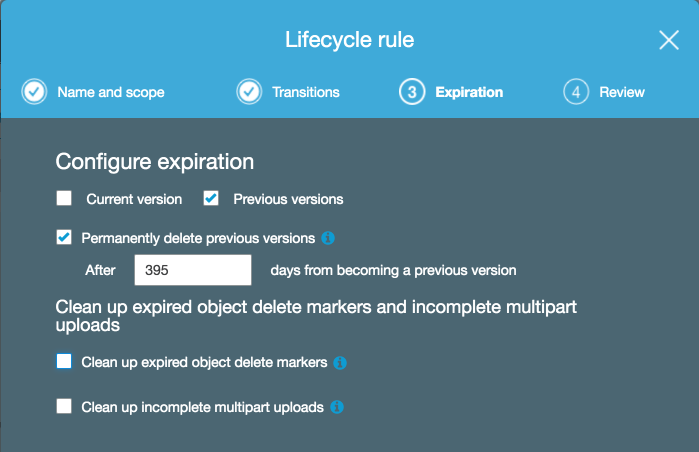 Lifecycle rule
Name and scope
Transitions
3 Expiration
4 Review
Configure expiration
Current version Previous versions
Permanently delete previous versions
After 395 days from becoming a previous version
Clean up expired object delete markers and incomplete multipart
uploads
Clean up expired object delete markers
Clean up incomplete multipart uploads